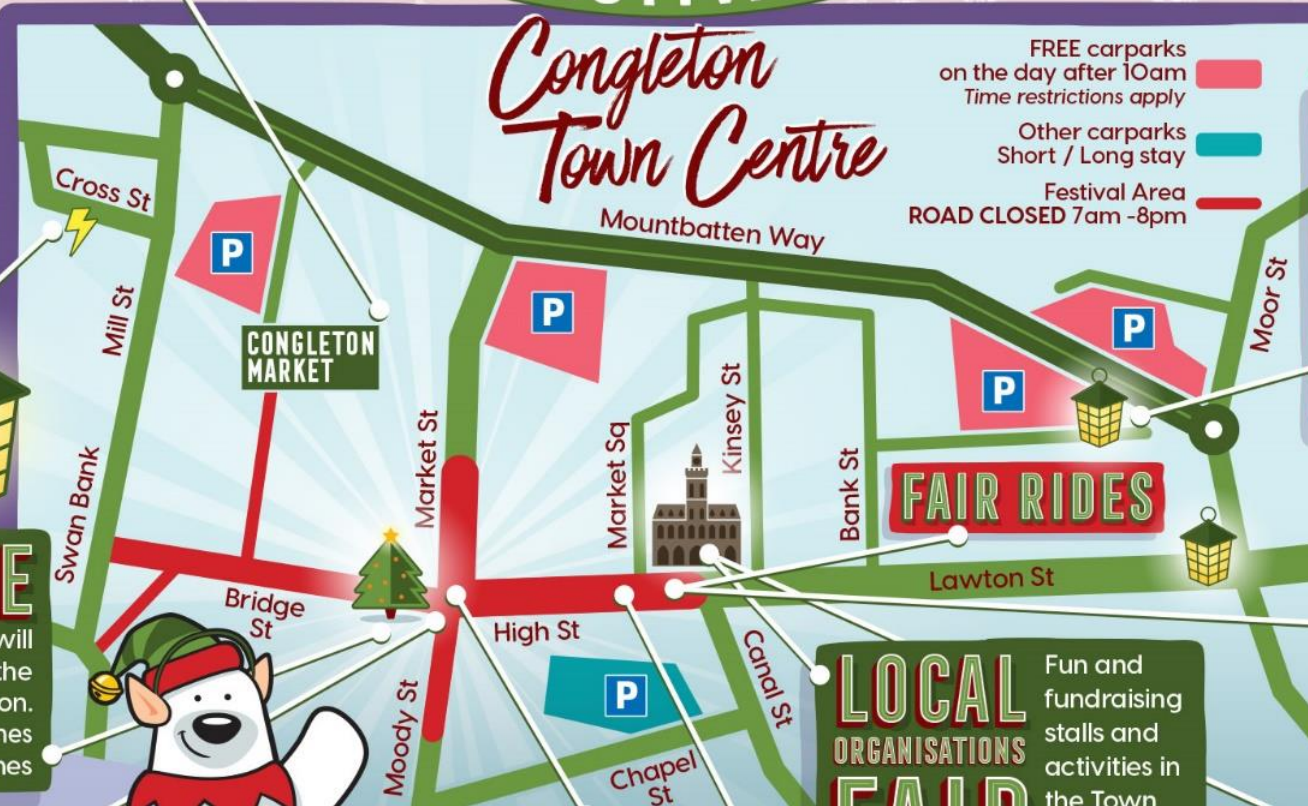 Congleton
Town Centre
FREE carparks
on the day after 10am
Time restrictions apply
Other carparks
Short / Long stay
Festival Area
ROAD CLOSED 7am -8pm
Mountbatten Way
Cross St
P
P
P
P
Mill St
Moor St
CONGLETON
MARKET
Market St
Market Sq
Kinsey St
Bank St
Swan Bank
FAIR RIDES
Lawton St
Bridge
St
High St
Canal St
Moody St
P
Chapel
St
E
will
the
on.
nes
nes
LOCAL
ORGANISATIONS
FAIR
Fun and
fundraising
stalls and
activities in
the Town